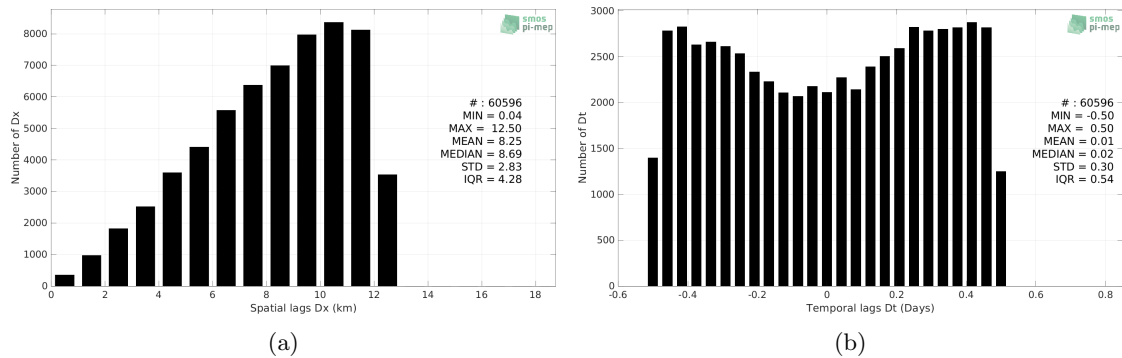 8000
7000
6000
5000
4000
3000
2000
1000
0
Number of Dx
smos
pi-mep
# : 60596
MIN = 0.04
MAX = 12.50
MEAN = 8.25
MEDIAN = 8.69
STD = 2.83
IQR = 4.28
0 2 4 6 8 10 12 14 16 18
Spatial lags Dx (km)
(a)
3000
2500
2000
1500
1000
500
0
Number of Dt
smos
pi-mep
# : 60596
MIN = -0.50
MAX = 0.50
MEAN = 0.01
MEDIAN = 0.02
STD = 0.30
IQR = 0.54
-0.6 -0.4 -0.2 0 0.2 0.4 0.6 0.8
Temporal lags Dt (Days)
(b)